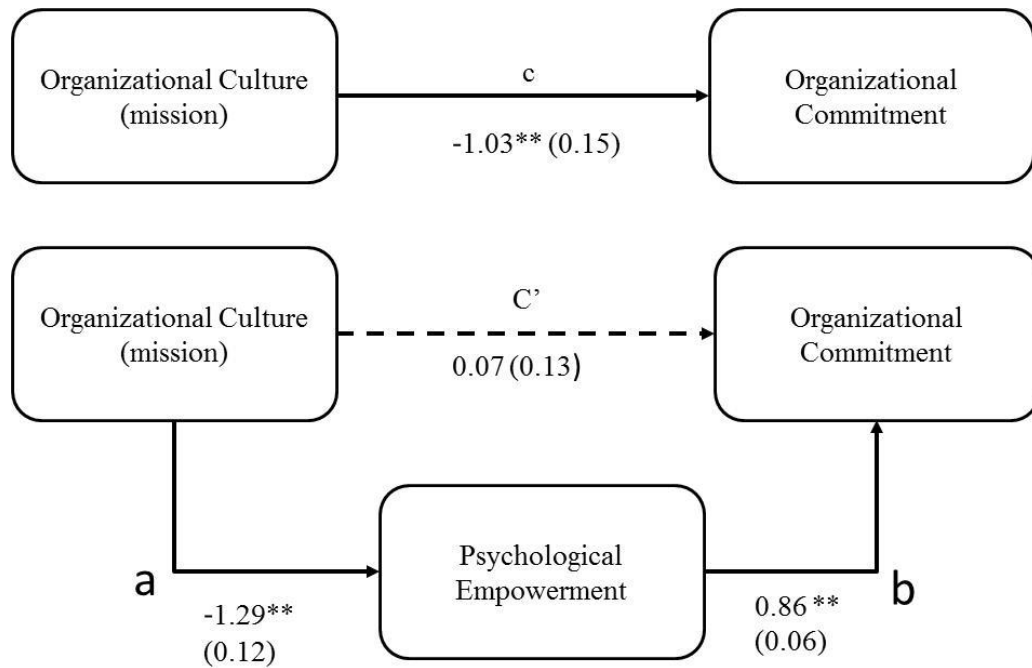 Organizational Culture
(mission)
c
-1.03** (0.15)
Organizational
Commitment
Organizational Culture
(mission)
C’
0.07 (0.13)
Organizational
Commitment
a
-1.29**
(0.12)
Psychological
Empowerment
0.86 **
(0.06)
b